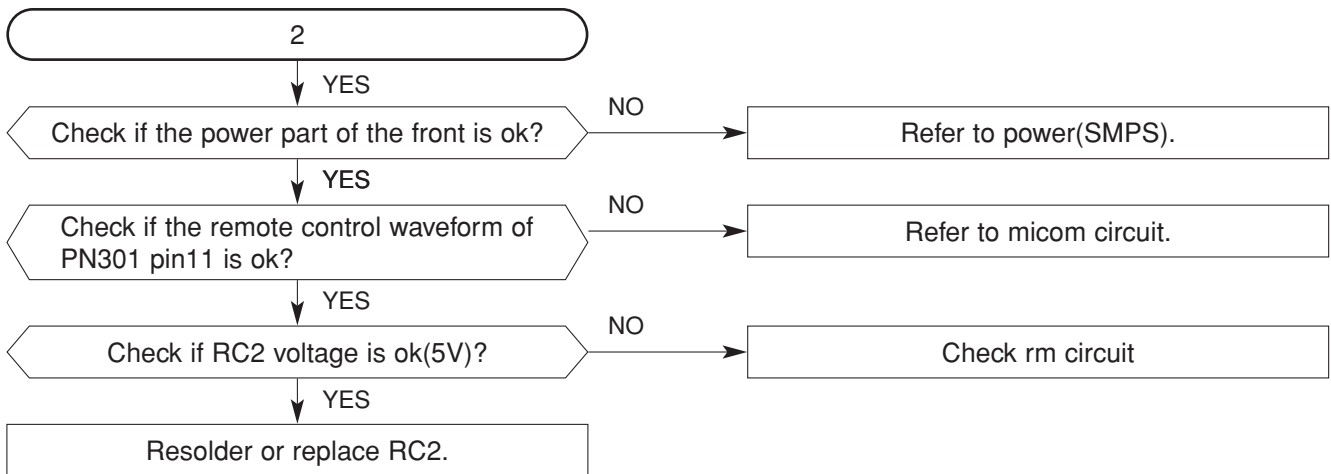 2
YES
Check if the power part of the front is ok?
NO
Refer to power(SMPS).
YES
Check if the remote control waveform of
PN301 pin11 is ok?
NO
Refer to micom circuit.
YES
Check if RC2 voltage is ok(5V)?
NO
Check rm circuit
YES
Resolder or replace RC2.